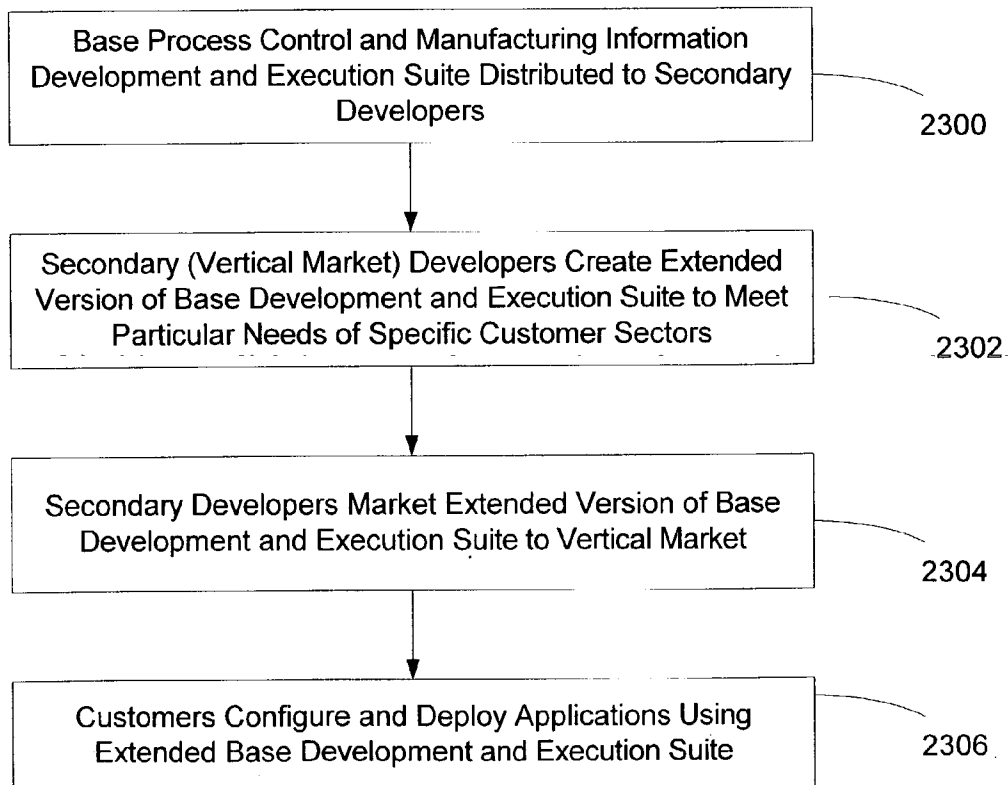 Base Process Control and Manufacturing Information
Development and Execution Suite Distributed to Secondary
Developers
2300
Secondary (Vertical Market) Developers Create Extended
Version of Base Development and Execution Suite to Meet
Particular Needs of Specific Customer Sectors
2302
Secondary Developers Market Extended Version of Base
Development and Execution Suite to Vertical Market
2304
Customers Configure and Deploy Applications Using
Extended Base Development and Execution Suite
2306